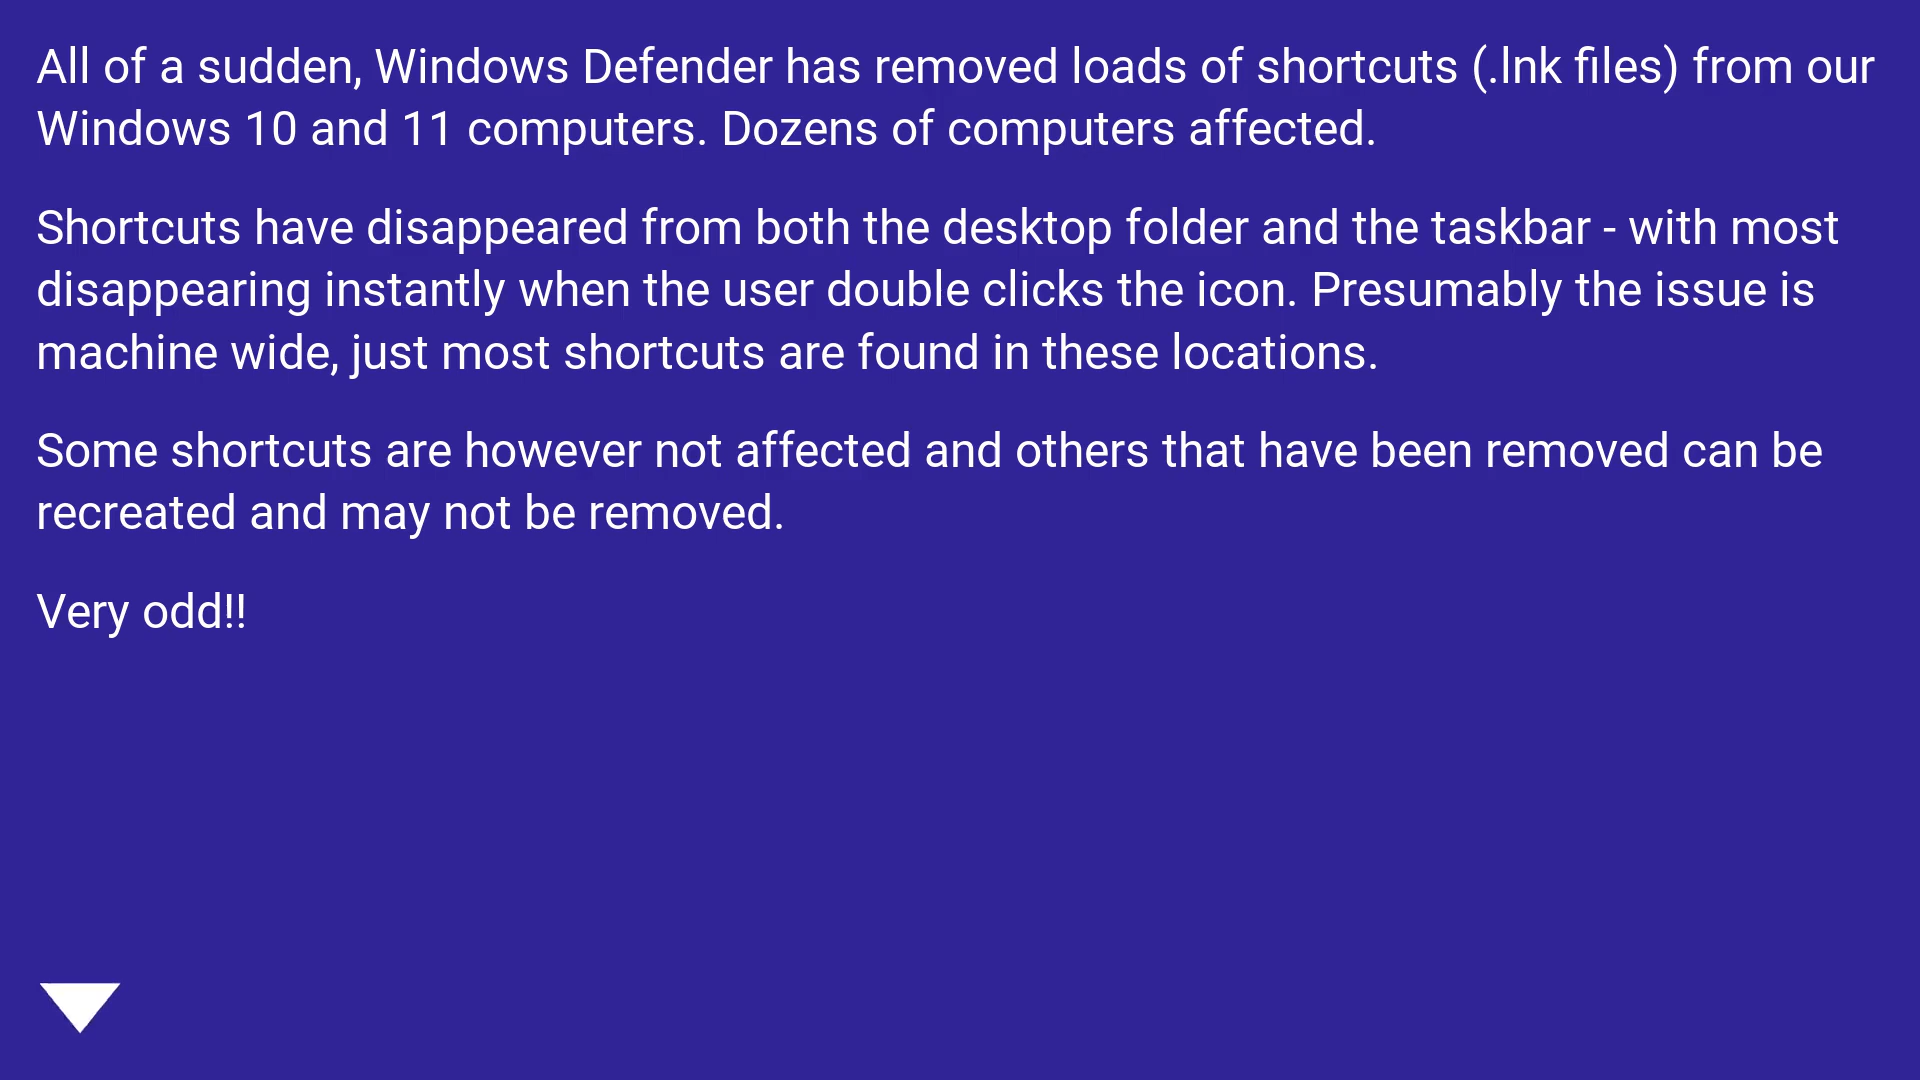 All of a sudden, Windows Defender has removed loads of shortcuts (.lnk files) from our
Windows 10 and 11 computers. Dozens of computers affected.
Shortcuts have disappeared from both the desktop folder and the taskbar - with most
disappearing instantly when the user double clicks the icon. Presumably the issue is
machine wide, just most shortcuts are found in these locations.
Some shortcuts are however not affected and others that have been removed can be
recreated and may not be removed.
Very odd!!